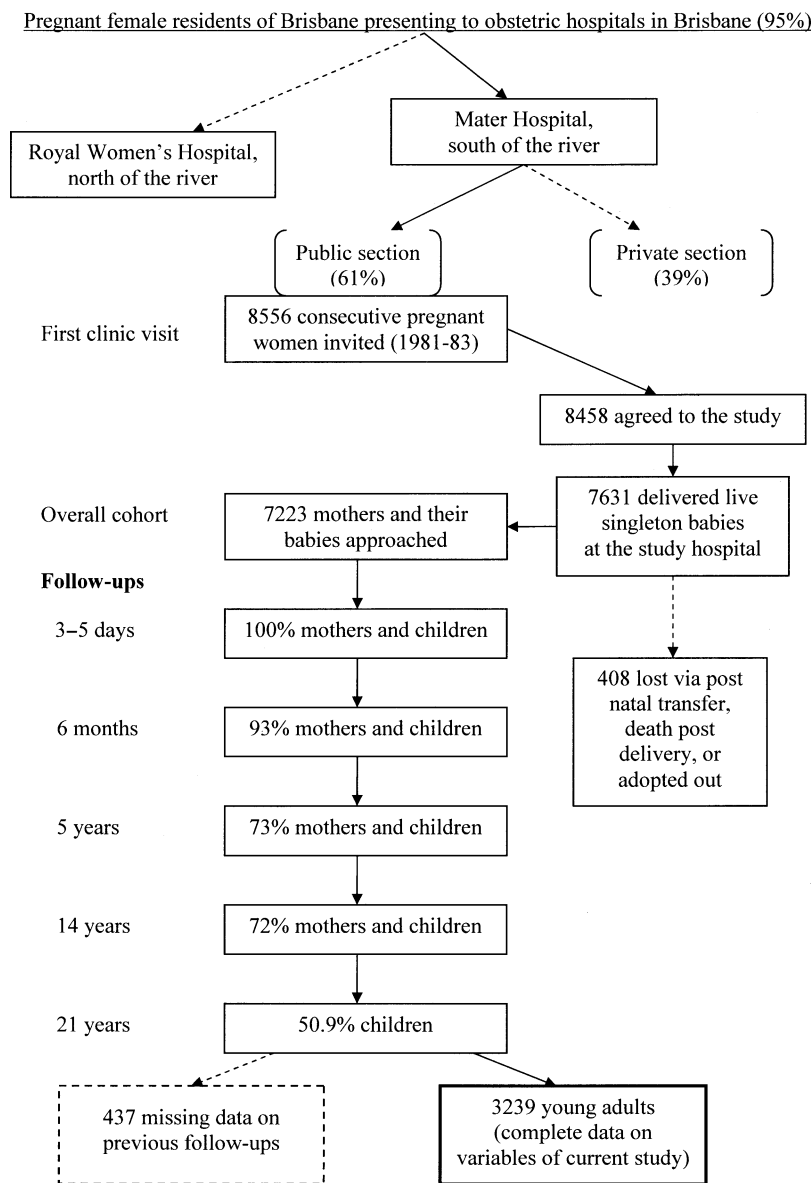 Pregnant female residents of Brisbane presenting to obstetric hospitals in Brisbane (95%)
Royal Women's Hospital,
north of the river
Mater Hospital,
south of the river
Public section
(61%)
Private section
(39%)
First clinic visit
8556 consecutive pregnant
women invited (1981-83)
8458 agreed to the study
7631 delivered live
singleton babies
at the study hospital
Overall cohort
7223 mothers and their
babies approached
408 lost via post
natal transfer,
death post
delivery, or
adopted out
Follow-ups
3–5 days
100% mothers and children
6 months
93% mothers and children
5 years
73% mothers and children
14 years
72% mothers and children
21 years
50.9% children
437 missing data on
previous follow-ups
3239 young adults
(complete data on
variables of current study)